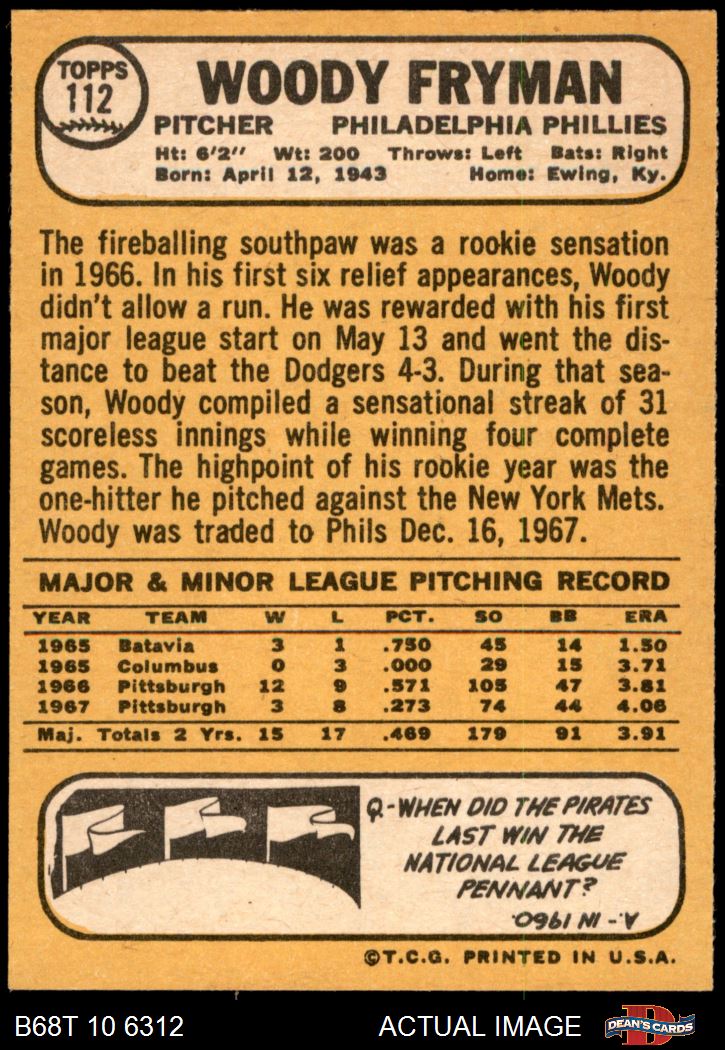 TOPPS
112
WOODY FRYMAN
PITCHER PHILADELPHIA PHILLIES
Ht: 6'2" Wt: 200 Throws: Left Bats: Right
Born: April 12, 1943 Home: Ewing, Ky.
The fireballing southpaw was a rookie sensation
in 1966. In his first six relief appearances, Woody
didn't allow a run. He was rewarded with his first
major league start on May 13 and went the dis-
tance to beat the Dodgers 4-3. During that sea-
son, Woody compiled a sensational streak of 31
scoreless innings while winning four complete
games. The highpoint of his rookie year was the
one-hitter he pitched against the New York Mets.
Woody was traded to Phils Dec. 16, 1967.
MAJOR & MINOR LEAGUE PITCHING RECORD
YEAR TEAM W L PCT. SO BB ERA
1965 Batavia 3 1 .750 45 14 1.50
1965 Columbus 0 3 .000 29 15 3.71
1966 Pittsburgh 12 9 .571 105 47 3.81
1967 Pittsburgh 3 8 .273 74 44 4.06
Maj. Totals 2 Yrs. 15 17 .469 179 91 3.91
Q-WHEN DID THE PIRATES
LAST WIN THE
NATIONAL LEAGUE
PENNANT?
A.- IN 1960.
©T.C.G. PRINTED IN U.S.A.
B68T 10 6312 ACTUAL IMAGE
D
DEAN'S CARDS